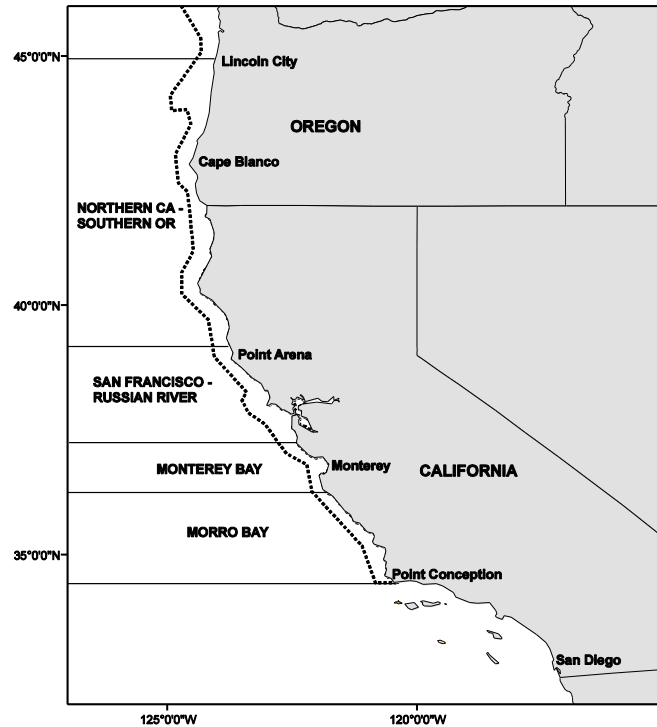 45°0'0"N
Lincoln City
OREGON
Cape Blanco
NORTHERN CA -
SOUTHERN OR
40°0'0"N
Point Arena
SAN FRANCISCO -
RUSSIAN RIVER
MONTEREY BAY
Monterey
CALIFORNIA
MORRO BAY
35°0'0"N
Point Conception
San Diego
125°0'0"W
120°0'0"W